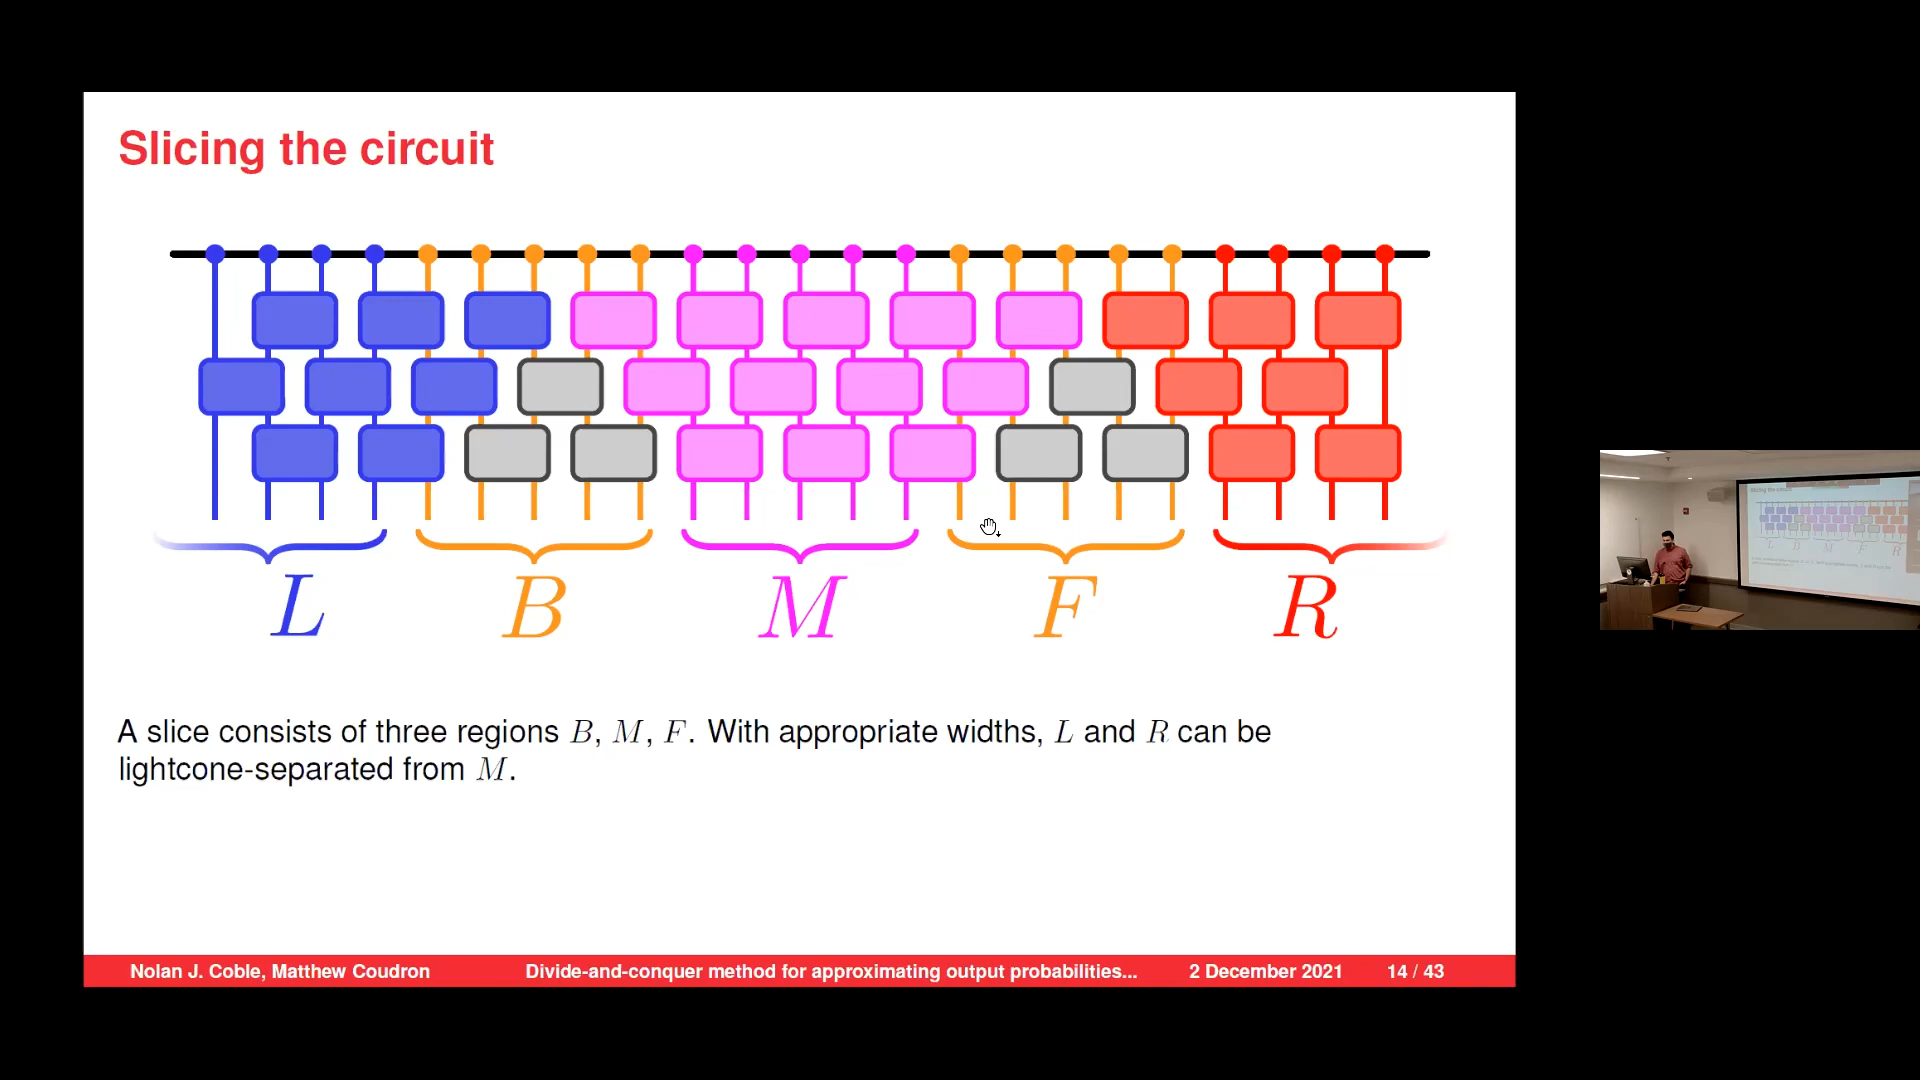 Slicing the circuit
L B M F R
A slice consists of three regions B, M, F. With appropriate widths, L and R can be
lightcone-separated from M.
Nolan J. Coble, Matthew Coudron Divide-and-conquer method for approximating output probabilities... 2 December 2021 14 / 43